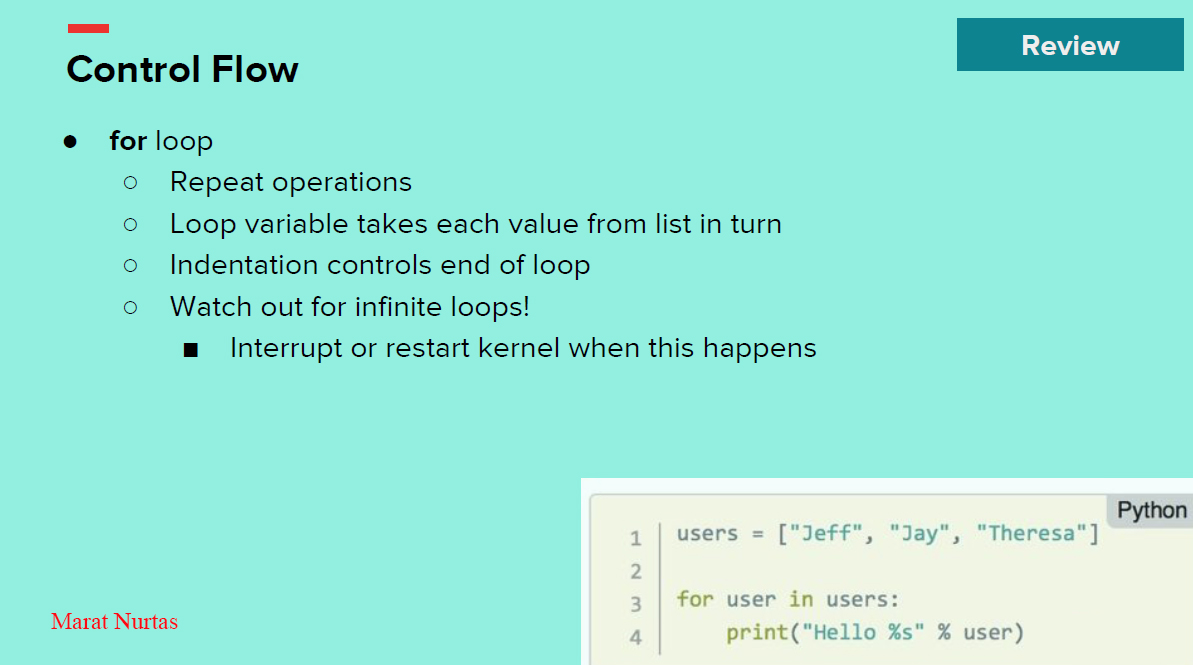 Control Flow
Review
● for loop
○ Repeat operations
○ Loop variable takes each value from list in turn
○ Indentation controls end of loop
○ Watch out for infinite loops!
■ Interrupt or restart kernel when this happens
Python
1 users = ["Jeff", "Jay", "Theresa"]
2
3 for user in users:
4     print("Hello %s" % user)
Marat Nurtas